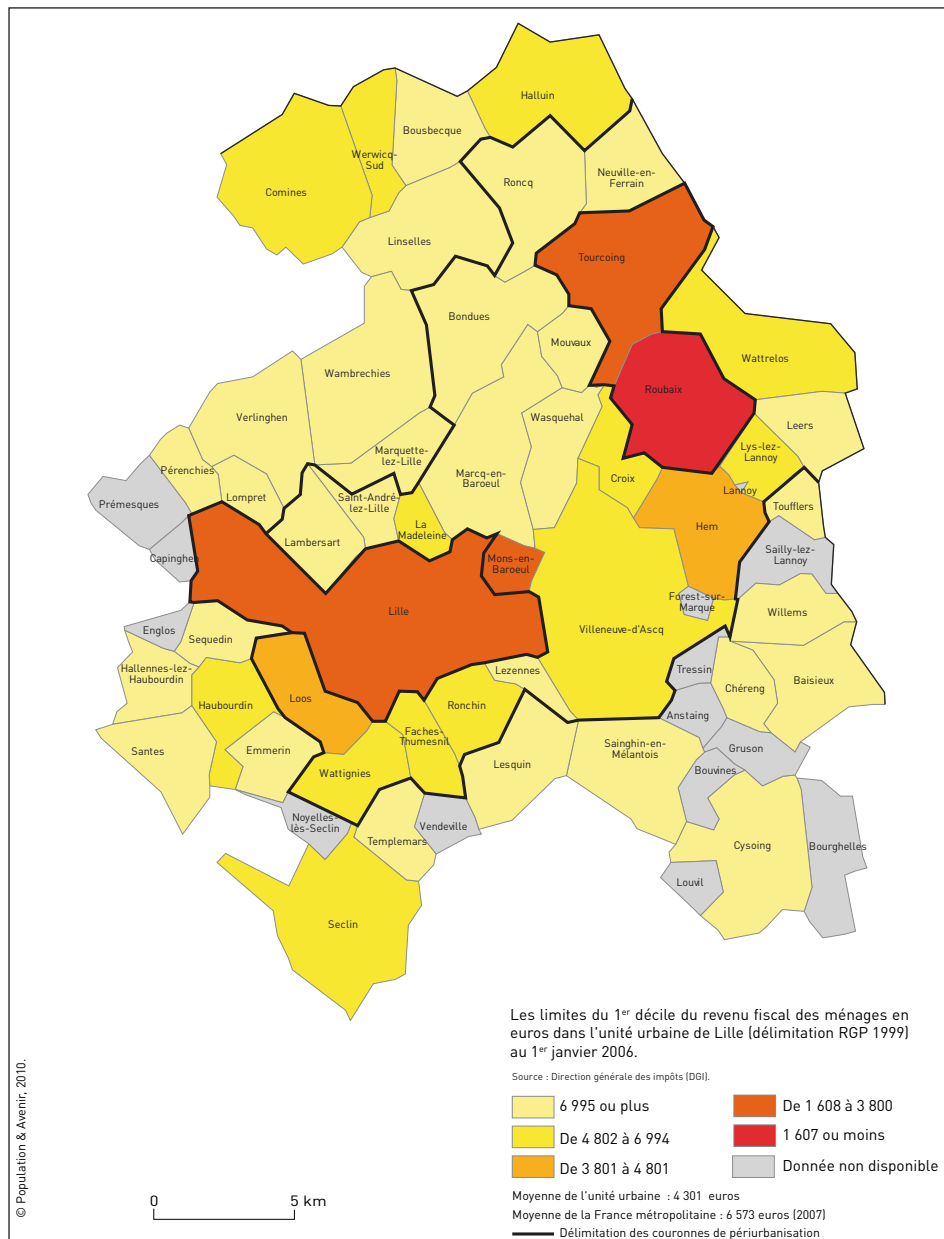 Halluin
Bousbecque
Werwicq-
Sud
Comines
Roncq
Neuville-en-
Ferrain
Linselles
Tourcoing
Bondues
Mouvaux
Wattrelos
Wambrechies
Roubaix
Verlinghen
Wasquehal
Leers
Marquette-
lez-Lille
Lys-lez-
Lannoy
Pérenchies
Marcq-en-
Baroeul
Croix
Lannoy
Prémesques
Lompret
Saint-André-
lez-Lille
La
Madeleine
Hem
Toufflers
Lambersart
Capinghem
Mons-en-
Baroeul
Sailly-lez-
Lannoy
Forest-sur-
Marque
Lille
Willems
Englos
Sequedin
Villeneuve-d'Ascq
Hallennes-lez-
Haubourdin
Lezennes
Tressin
Chéreng
Baisieux
Haubourdin
Loos
Ronchin
Anstaing
Faches-
Thumesnil
Santes
Emmerin
Sainghin-en-
Mélantois
Gruson
Wattignies
Lesquin
Bouvines
Noyelles-
lès-Seclin
Vendeville
Templemars
Cysoing
Bourghelles
Louvil
Seclin
Les limites du 1er décile du revenu fiscal des ménages en
euros dans l'unité urbaine de Lille (délimitation RGP 1999)
au 1er janvier 2006.
Source : Direction générale des impôts (DGI).
6 995 ou plus
De 4 802 à 6 994
De 3 801 à 4 801
De 1 608 à 3 800
1 607 ou moins
Donnée non disponible
Moyenne de l'unité urbaine : 4 301 euros
Moyenne de la France métropolitaine : 6 573 euros (2007)
Délimitation des couronnes de périurbanisation
0 5 km
© Population & Avenir, 2010.